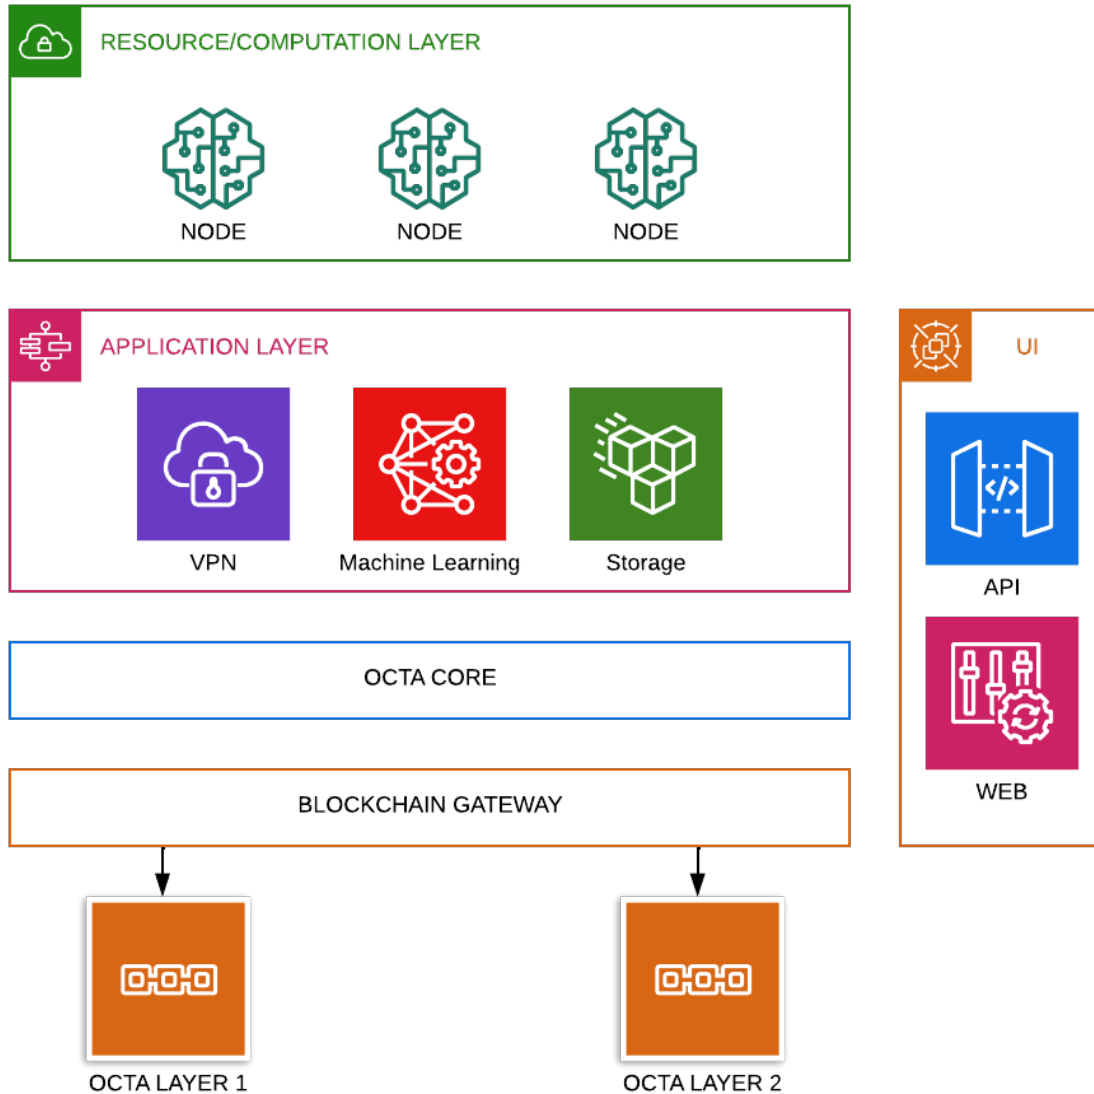 RESOURCE/COMPUTATION LAYER
NODE
NODE
NODE
APPLICATION LAYER
VPN
Machine Learning
Storage
UI
</>
API
WEB
OCTA CORE
BLOCKCHAIN GATEWAY
OCTA LAYER 1
OCTA LAYER 2